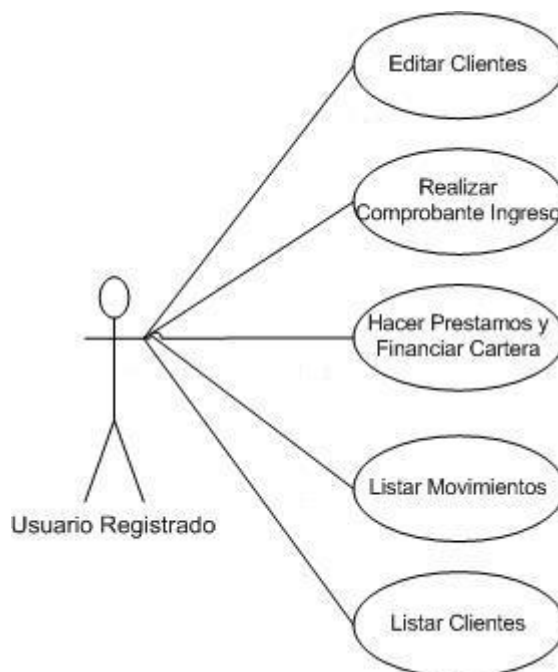 Editar Clientes
Realizar
Comprobante Ingreso
Hacer Prestamos y
Financiar Cartera
Listar Movimientos
Usuario Registrado
Listar Clientes